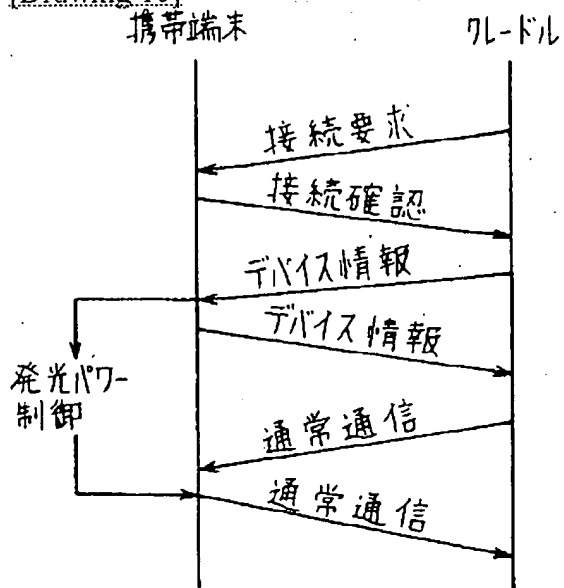 携帯端末
クレードル
接続要求
接続確認
デバイス情報
デバイス情報
発光パワー
制御
通常通信
通常通信